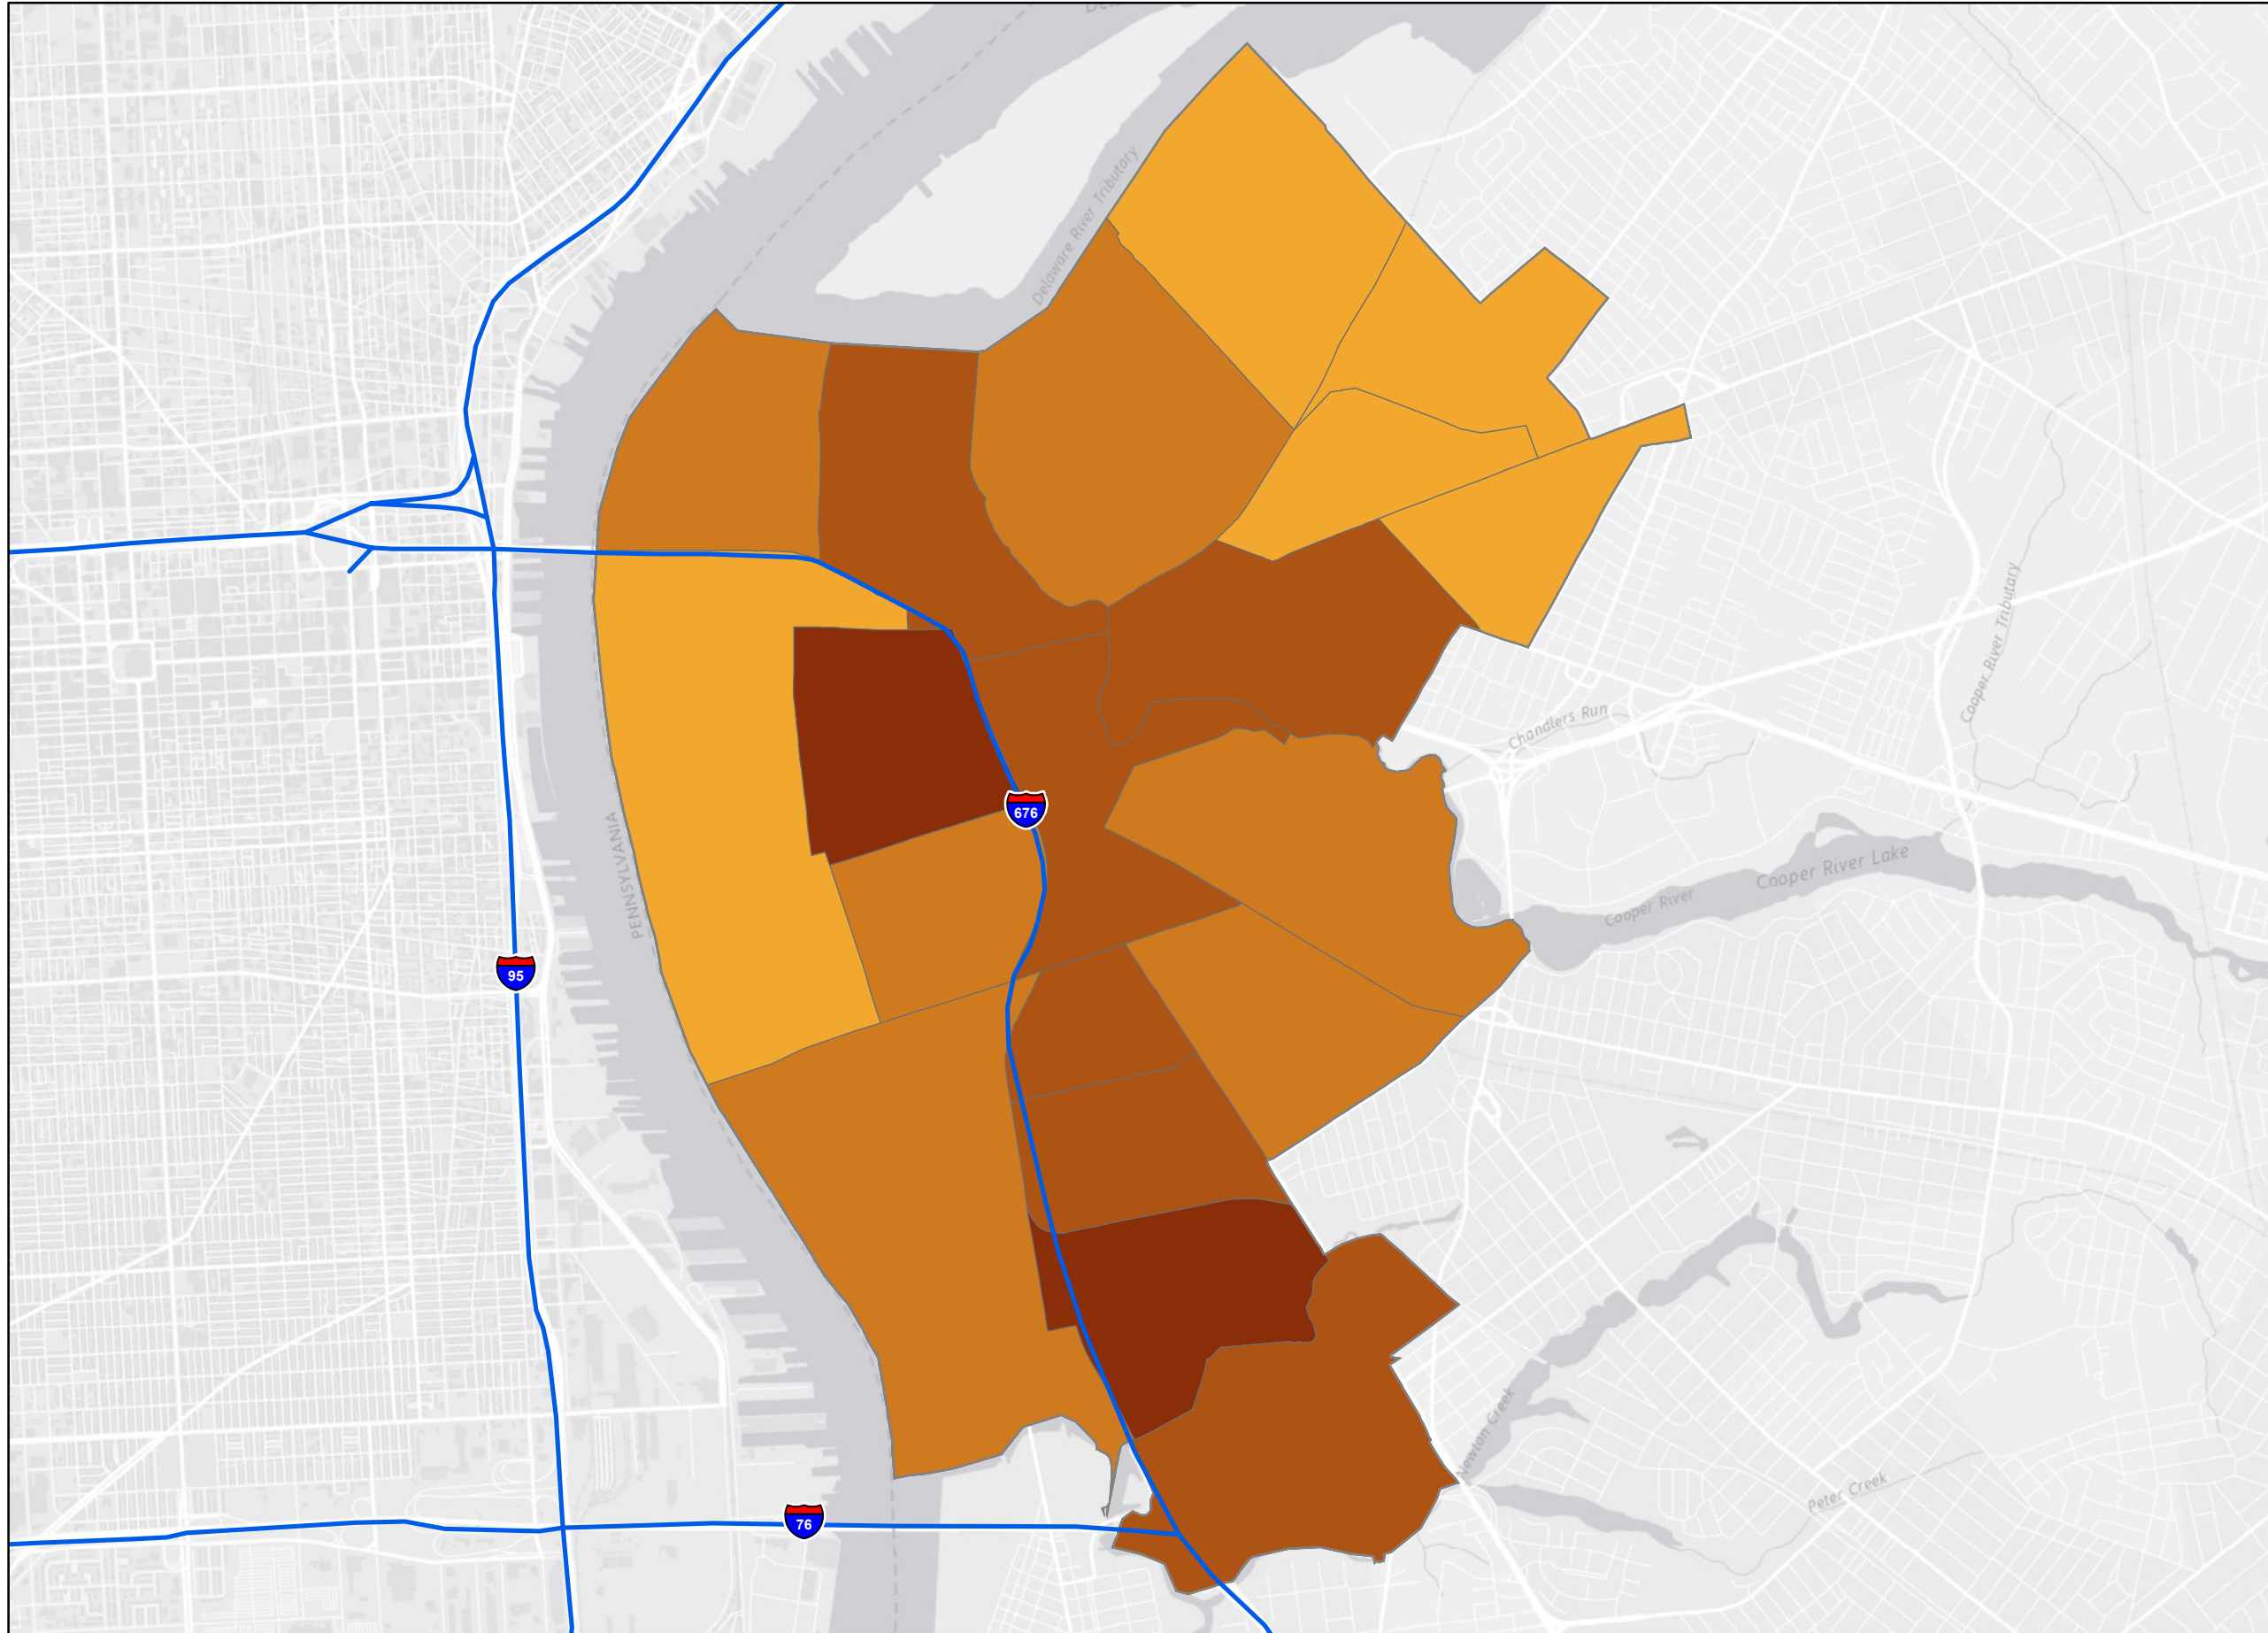 Delaware River Tributary
676
PENNSYLVANIA
95
76
Chandlers Run
Cooper River Tributary
Cooper River Lake
Cooper River
Newton Creek
Peter Creek